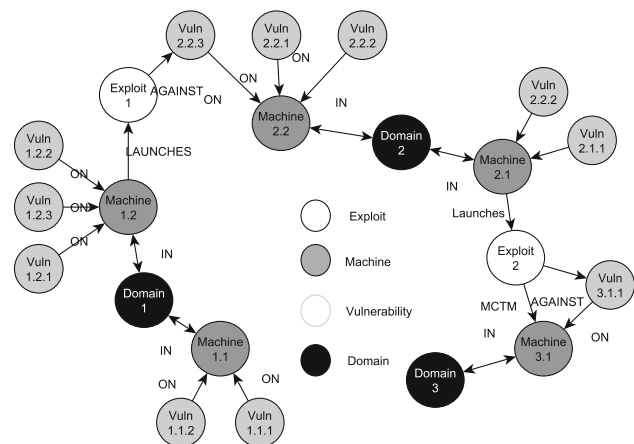 Vuln
2.2.3
Vuln
2.2.1
Vuln
2.2.2
ON
ON
ON
Exploit
1
AGAINST
IN
Vuln
2.2.2
Machine
2.2
Domain
2
Vuln
2.1.1
Vuln
1.2.2
LAUNCHES
Machine
2.1
ON
IN
Vuln
1.2.3
ON
Machine
1.2
Launches
Exploit
ON
Vuln
1.2.1
IN
Machine
Exploit
2
Vuln
3.1.1
Domain
1
Vulnerability
MCTM
AGAINST
IN
ON
Machine
1.1
IN
Machine
3.1
Domain
Domain
3
ON
ON
Vuln
1.1.2
Vuln
1.1.1